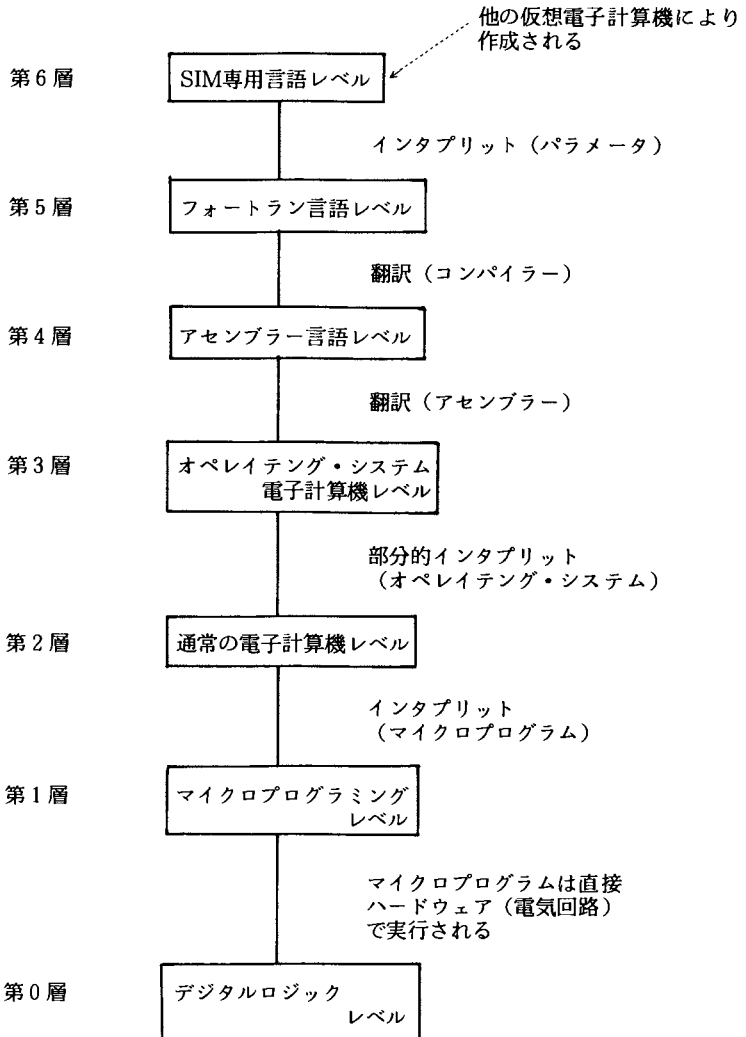 他の仮想電子計算機により
作成される
第6層
SIM専用言語レベル
インタプリット（パラメータ）
第5層
フォートラン言語レベル
翻訳（コンパイラー）
第4層
アセンブラー言語レベル
翻訳（アセンブラー）
第3層
オペレイテング・システム
電子計算機レベル
部分的インタプリット
（オペレイテング・システム）
第2層
通常の電子計算機レベル
インタプリット
（マイクロプログラム）
第1層
マイクロプログラミング
レベル
マイクロプログラムは直接
ハードウェア（電気回路）
で実行される
第0層
デジタルロジック
レベル